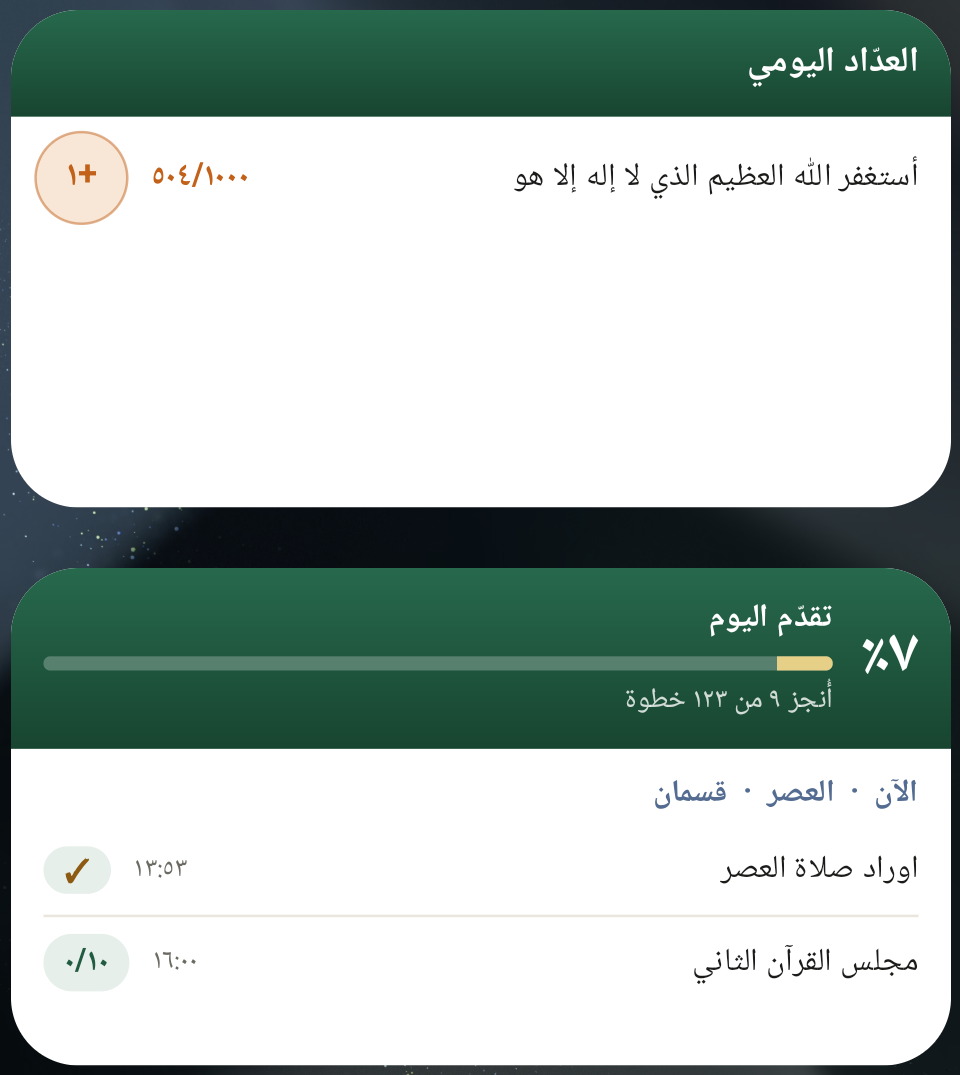 العدّاد اليومي
أستغفر الله العظيم الذي لا إله إلا هو ٥٠٤/١٠٠٠ +١
٧٪ تقدّم اليوم
أُنجز ٩ من ١٢٣ خطوة
الآن · العصر · قسمان
اوراد صلاة العصر ١٣:٥٣ ✓
مجلس القرآن الثاني ١٦:٠٠ ٠/١٠